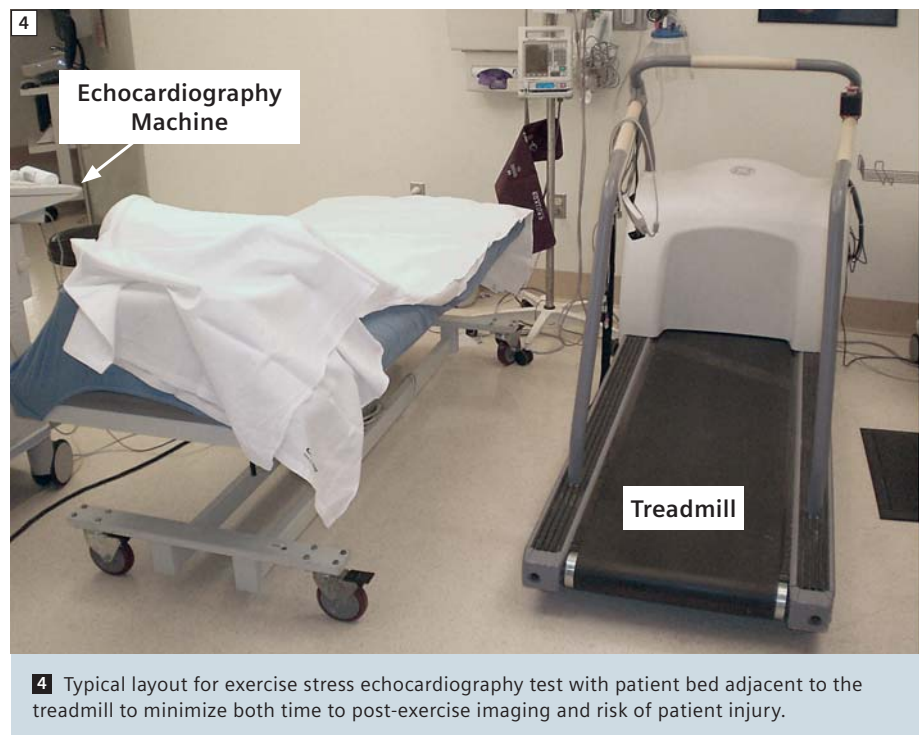 4
Echocardiography
Machine
Treadmill
4 Typical layout for exercise stress echocardiography test with patient bed adjacent to the
treadmill to minimize both time to post-exercise imaging and risk of patient injury.